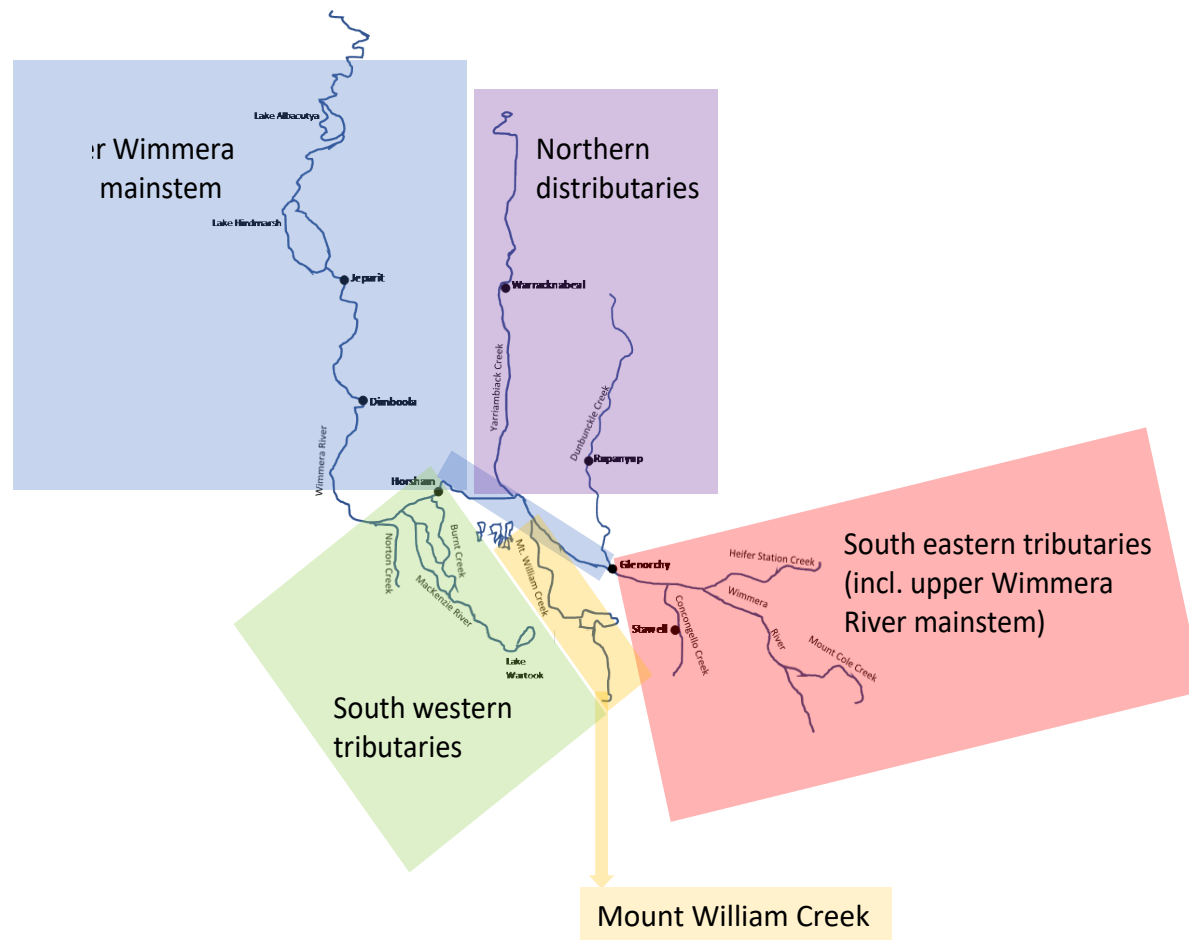 Lake Albacutya
er Wimmera
mainstem
Northern
distributaries
Lake Hindmarsh
Jeparit
Warracknabeal
Yarriambiack Creek
Dunbunckle Creek
Dimboola
Wimmera River
Rupanyup
Horsham
Norton Creek
Burnt Creek
MacKenzie River
Mt. William Creek
Glenorchy
Heifer Station Creek
Wimmera
River
Mount Cole Creek
Concongello Creek
Stawell
South eastern tributaries
(incl. upper Wimmera
River mainstem)
Lake
Wartook
South western
tributaries
Mount William Creek